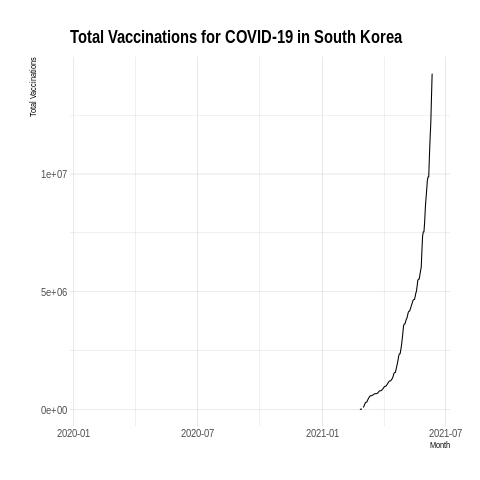 Total Vaccinations for COVID-19 in South Korea
Total Vaccinations
1e+07
5e+06
0e+00
2020-01 2020-07 2021-01 2021-07
Month